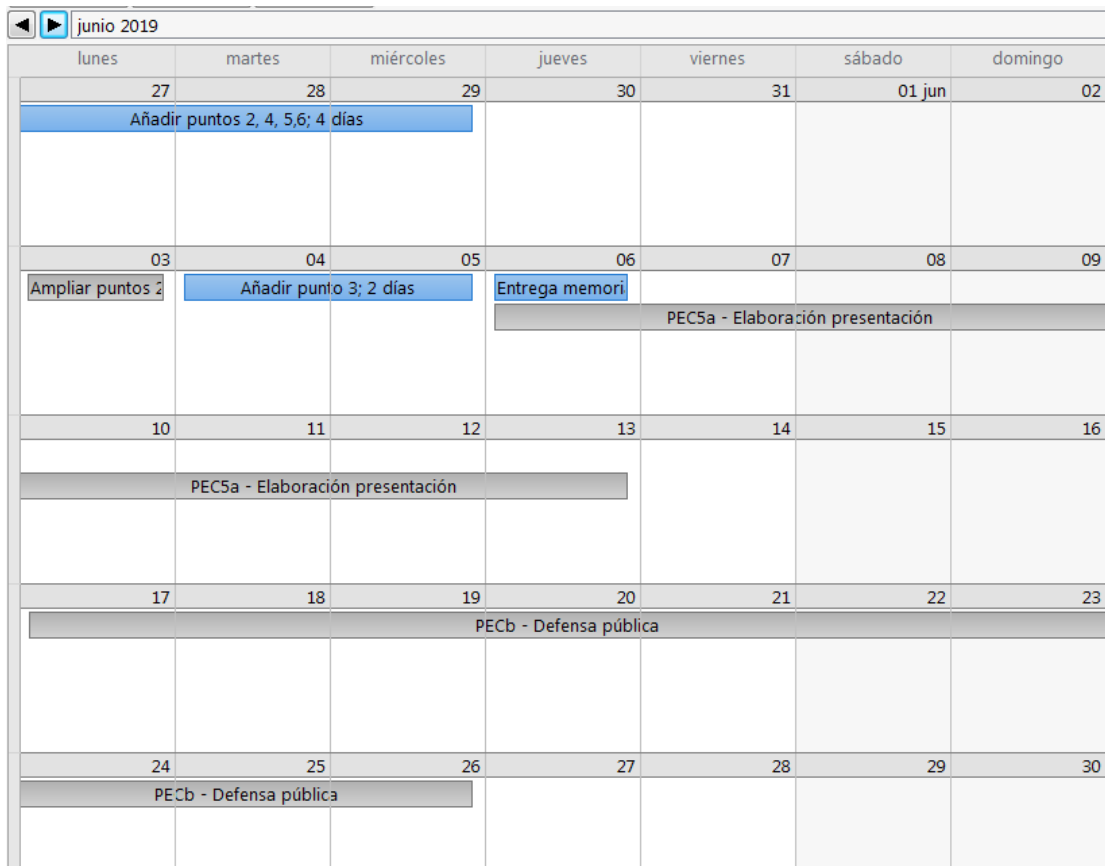 junio 2019
lunes martes miércoles jueves viernes sábado domingo
27 28 29 30 31 01 jun 02
Añadir puntos 2, 4, 5,6; 4 días
03 04 05 06 07 08 09
Ampliar puntos 2 Añadir punto 3; 2 días Entrega memori
PEC5a - Elaboración presentación
10 11 12 13 14 15 16
PEC5a - Elaboración presentación
17 18 19 20 21 22 23
PECb - Defensa pública
24 25 26 27 28 29 30
PECb - Defensa pública